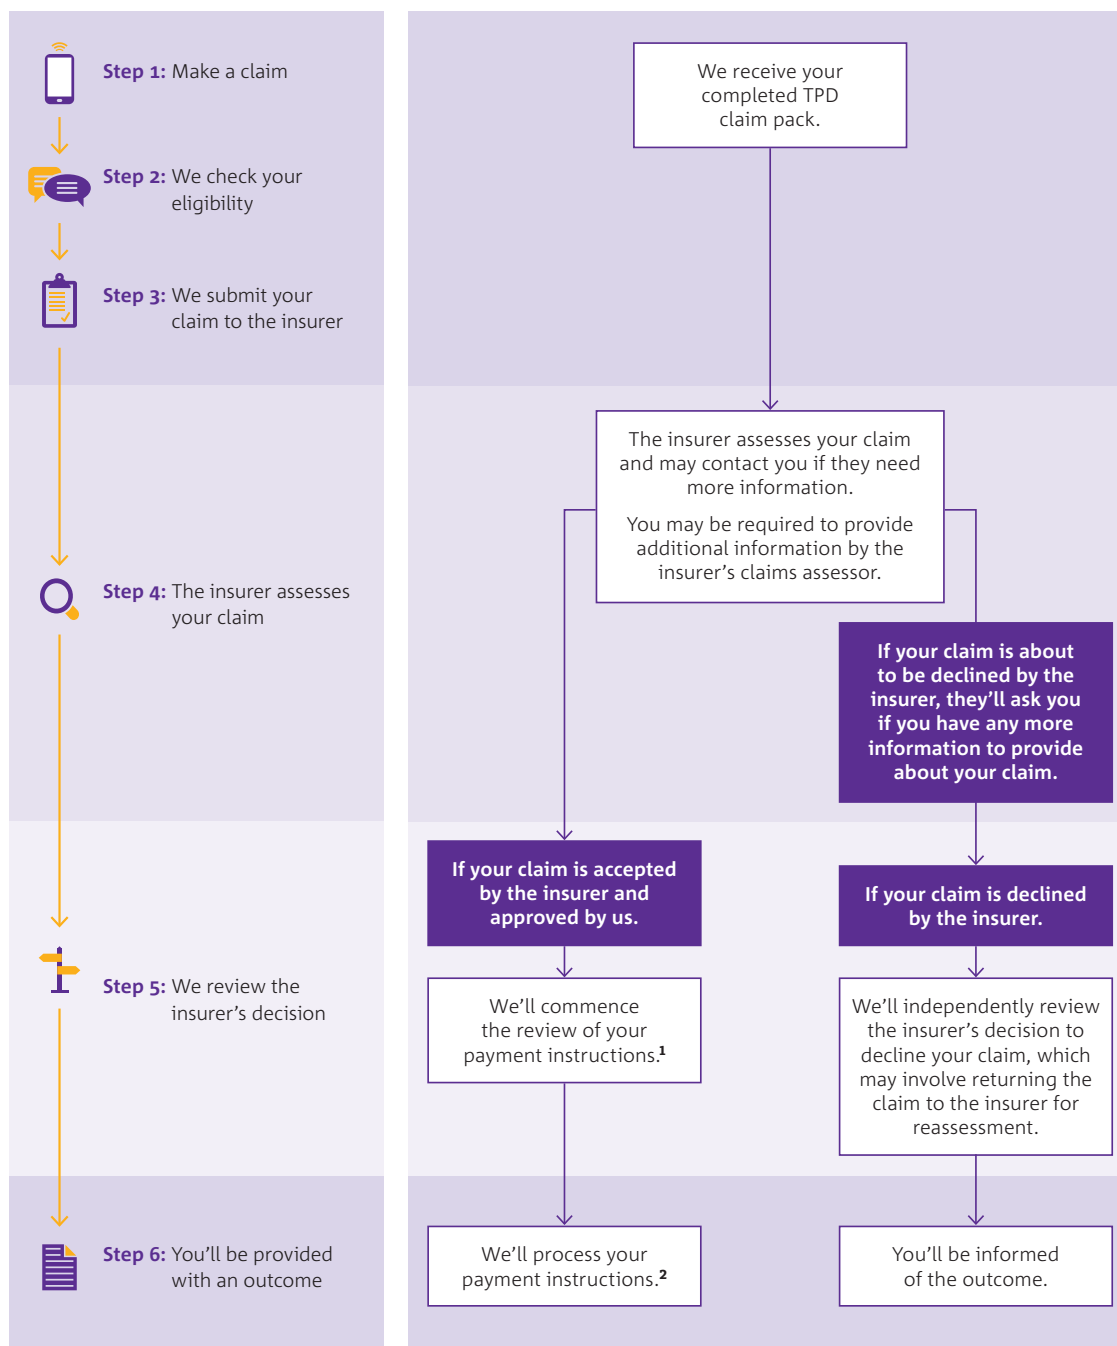 Step 1: Make a claim
Step 2: We check your
eligibility
Step 3: We submit your
claim to the insurer
Step 4: The insurer assesses
your claim
Step 5: We review the
insurer’s decision
Step 6: You’ll be provided
with an outcome
We receive your
completed TPD
claim pack.
The insurer assesses your claim
and may contact you if they need
more information.
You may be required to provide
additional information by the
insurer’s claims assessor.
If your claim is about
to be declined by the
insurer, they’ll ask you
if you have any more
information to provide
about your claim.
If your claim is accepted
by the insurer and
approved by us.
If your claim is declined
by the insurer.
We’ll commence
the review of your
payment instructions.1
We’ll independently review
the insurer’s decision to
decline your claim, which
may involve returning the
claim to the insurer for
reassessment.
We’ll process your
payment instructions.2
You’ll be informed
of the outcome.